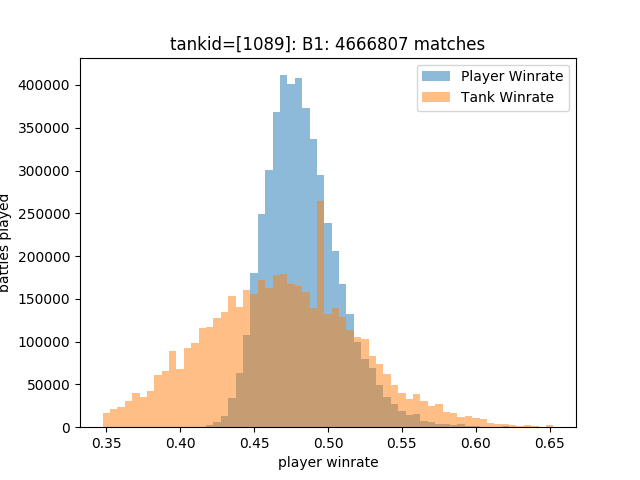 tankid=[1089]: B1: 4666807 matches
Player Winrate
Tank Winrate
400000
350000
300000
250000
200000
150000
100000
50000
0
battles played
0.35 0.40 0.45 0.50 0.55 0.60 0.65
player winrate